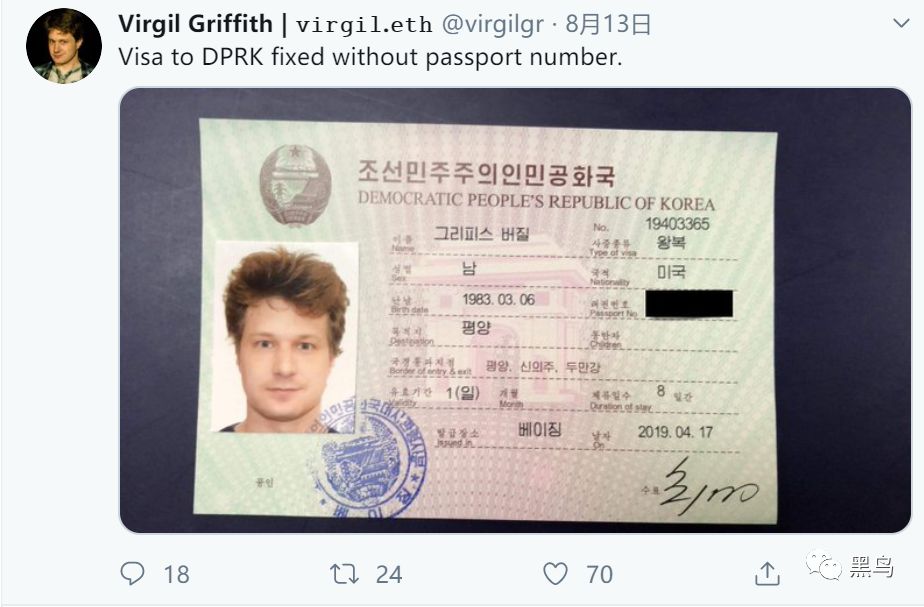 Virgil Griffith | virgil.eth @virgilgr · 8月13日
Visa to DPRK fixed without passport number.
조선민주주의인민공화국
DEMOCRATIC PEOPLE'S REPUBLIC OF KOREA
No. 19403365
이름 그리피스 버질
Name
사증종류 왕복
Type of visa
성별 남
Sex
국적 미국
Nationality
난날 1983. 03. 06
Birth date
려권번호
Passport No
목적지 평양
Destination
동반자
Children
국경통과지점 평양, 신의주, 두만강
Border of entry & exit
유효기간 1(일) 개월
Validity Month
체류일수 8 일간
Duration of stay
발급장소 베이징
Issued in
날자 2019. 04. 17
On
공인
수표
18
24
70
黑鸟